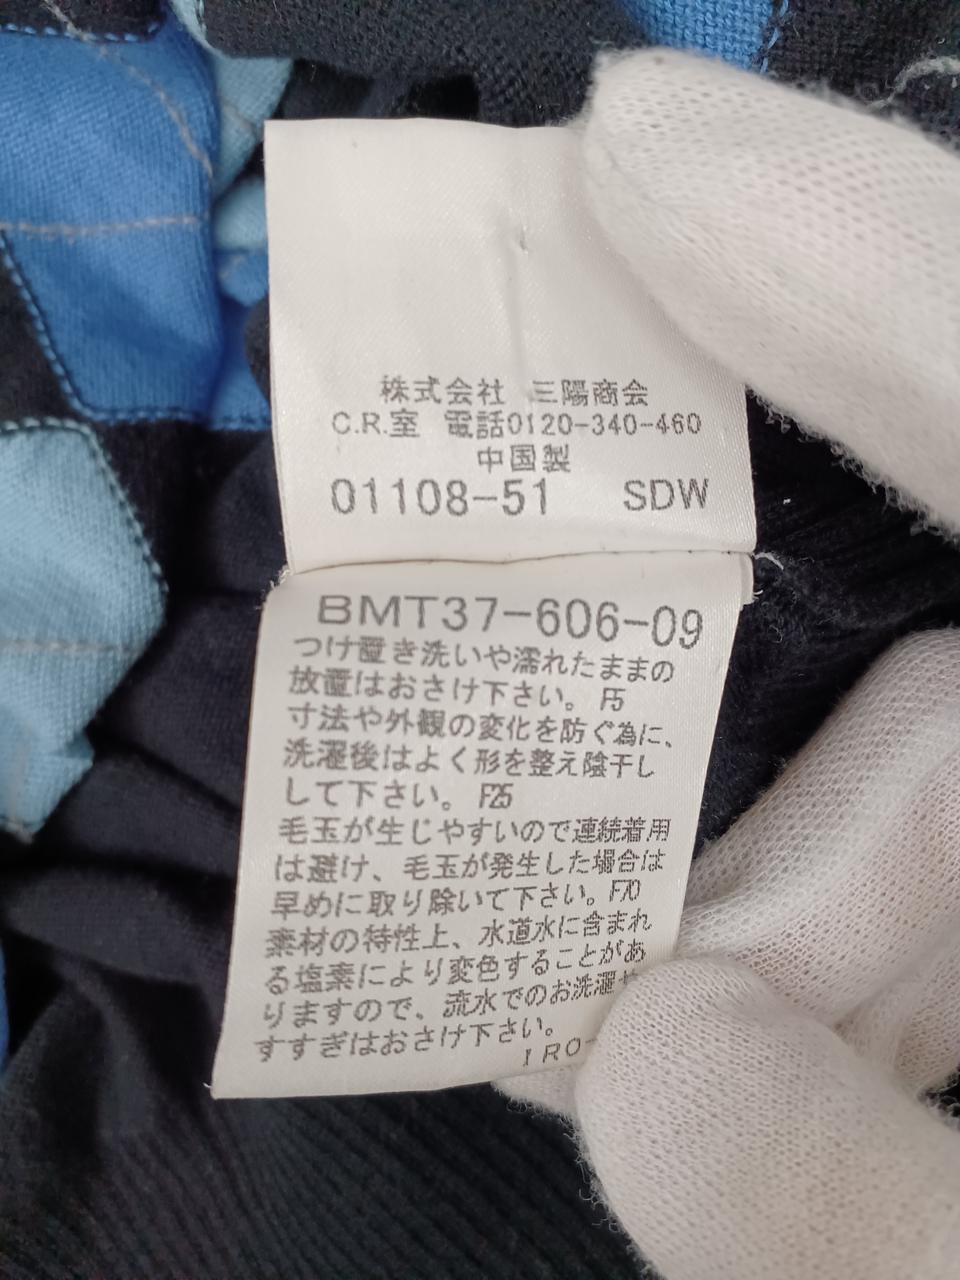 株式会社 三陽商会
C.R.室 電話0120-340-460
中国製
01108-51 SDW
BMT37-606-09
つけ置き洗いや濡れたままの
放置はおさけ下さい。 F5
寸法や外観の変化を防ぐ為に、
洗濯後はよく形を整え陰干し
して下さい。 F25
毛玉が生じやすいので連続着用
は避け、毛玉が発生した場合は
早めに取り除いて下さい。F70
素材の特性上、水道水に含まれ
る塩素により変色することがあ
りますので、流水でのお洗濯や
すすぎはおさけ下さい。
IRO-